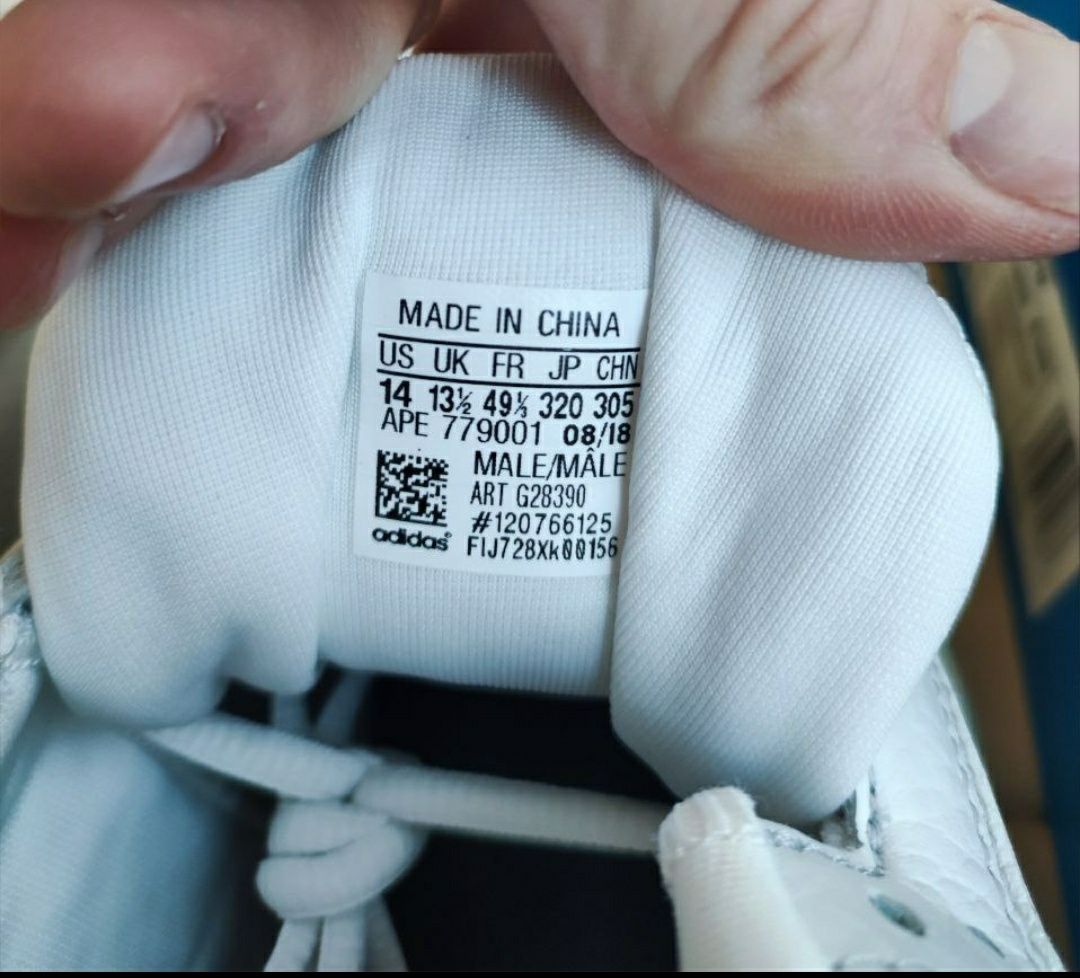 MADE IN CHINA
US UK FR JP CHN
14 13½ 49⅓ 320 305
APE 779001 08/18
MALE/MÂLE
ART G28390
#120766125
adidas® FIJ728Xk00156